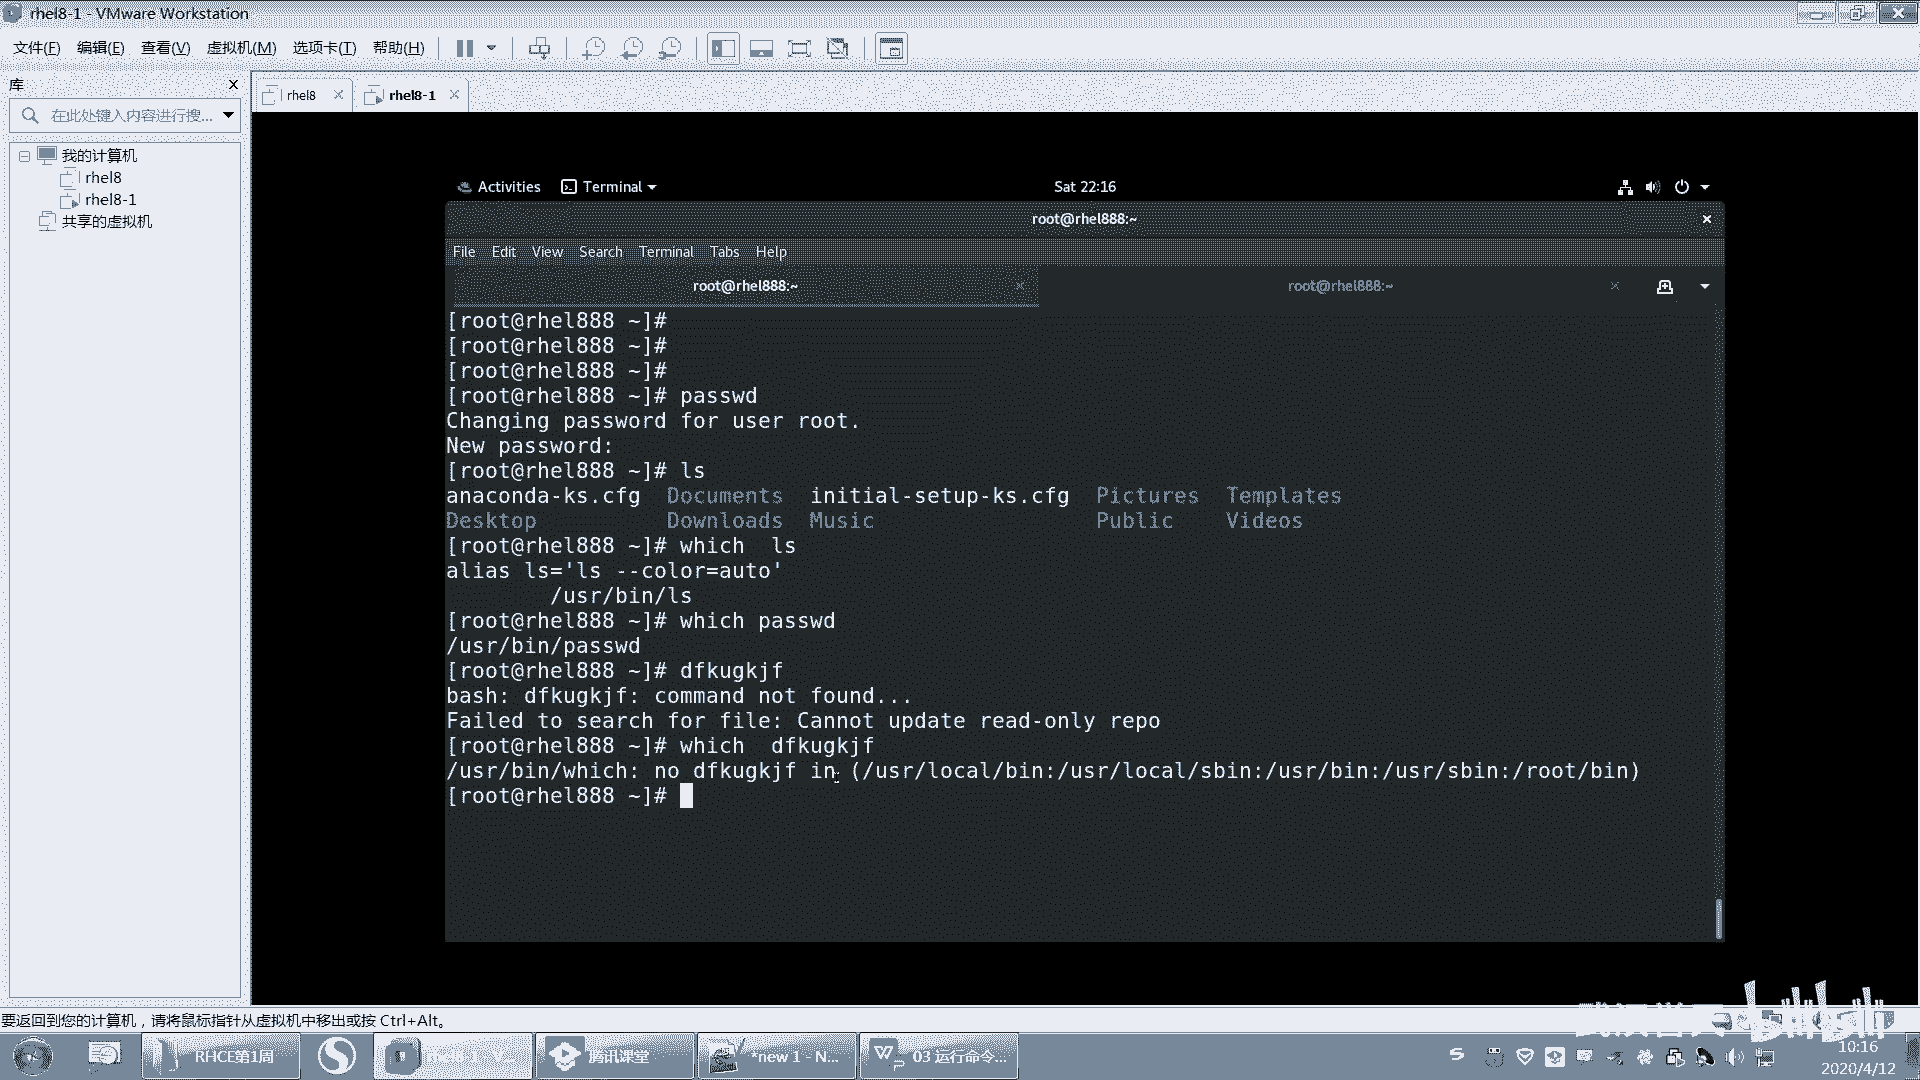 rhel8-1 - VMware Workstation
文件(F) 编辑(E) 查看(V) 虚拟机(M) 选项卡(T) 帮助(H)
库
在此处键入内容进行搜...
我的计算机
rhel8
rhel8-1
共享的虚拟机
rhel8 rhel8-1
Activities Terminal Sat 22:16
root@rhel888:~
File Edit View Search Terminal Tabs Help
root@rhel888:~ root@rhel888:~
[root@rhel888 ~]#
[root@rhel888 ~]#
[root@rhel888 ~]#
[root@rhel888 ~]# passwd
Changing password for user root.
New password:
[root@rhel888 ~]# ls
anaconda-ks.cfg Documents initial-setup-ks.cfg Pictures Templates
Desktop Downloads Music Public Videos
[root@rhel888 ~]# which  ls
alias ls='ls --color=auto'
/usr/bin/ls
[root@rhel888 ~]# which passwd
/usr/bin/passwd
[root@rhel888 ~]# dfkugkjf
bash: dfkugkjf: command not found...
Failed to search for file: Cannot update read-only repo
[root@rhel888 ~]# which  dfkugkjf
/usr/bin/which: no dfkugkjf in (/usr/local/bin:/usr/local/sbin:/usr/bin:/usr/sbin:/root/bin)
[root@rhel888 ~]#
要返回到您的计算机，请将鼠标指针从虚拟机中移出或按 Ctrl+Alt。
bilibili
RHCE第1周 rhel8-1 - V... 腾讯课堂 *new 1 - N... 03 运行命令...
10:16
2020/4/12